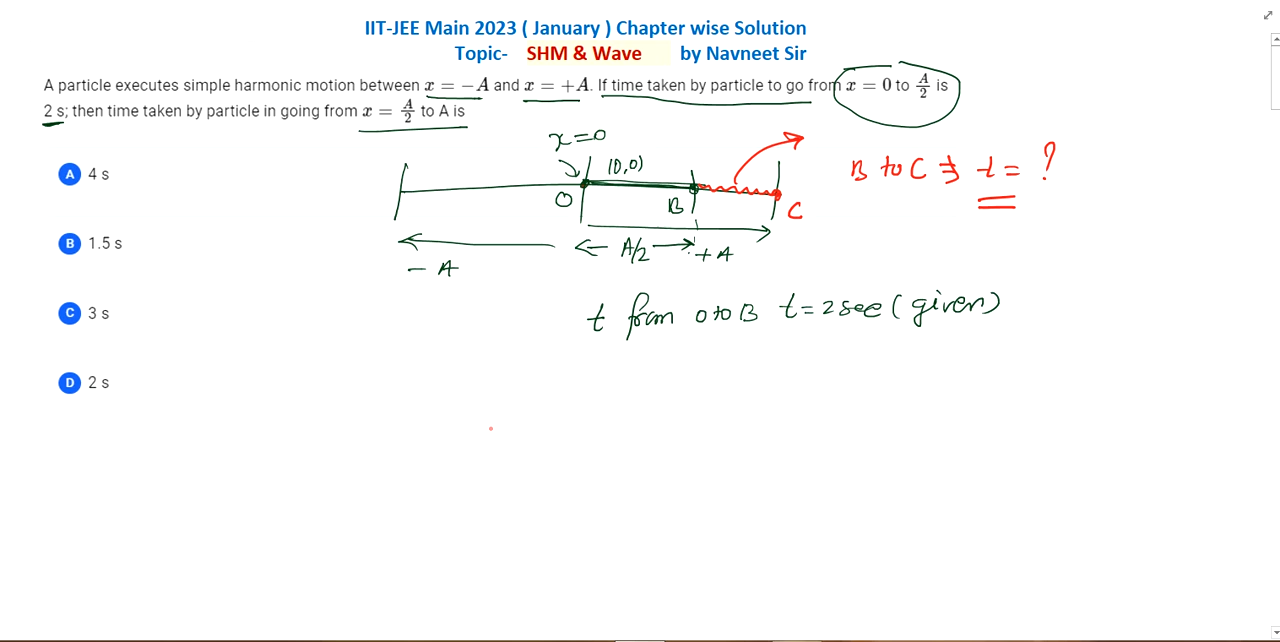 IIT-JEE Main 2023 ( January ) Chapter wise Solution
Topic- SHM & Wave by Navneet Sir
A particle executes simple harmonic motion between x = −A and x = +A. If time taken by particle to go from x = 0 to A/2 is
2 s; then time taken by particle in going from x = A/2 to A is
x=0
(0,0)
A 4 s
B to C ⇒ t = ?
O
B
C
B 1.5 s
A/2
+A
-A
C 3 s
t from O to B t = 2 sec (given)
D 2 s